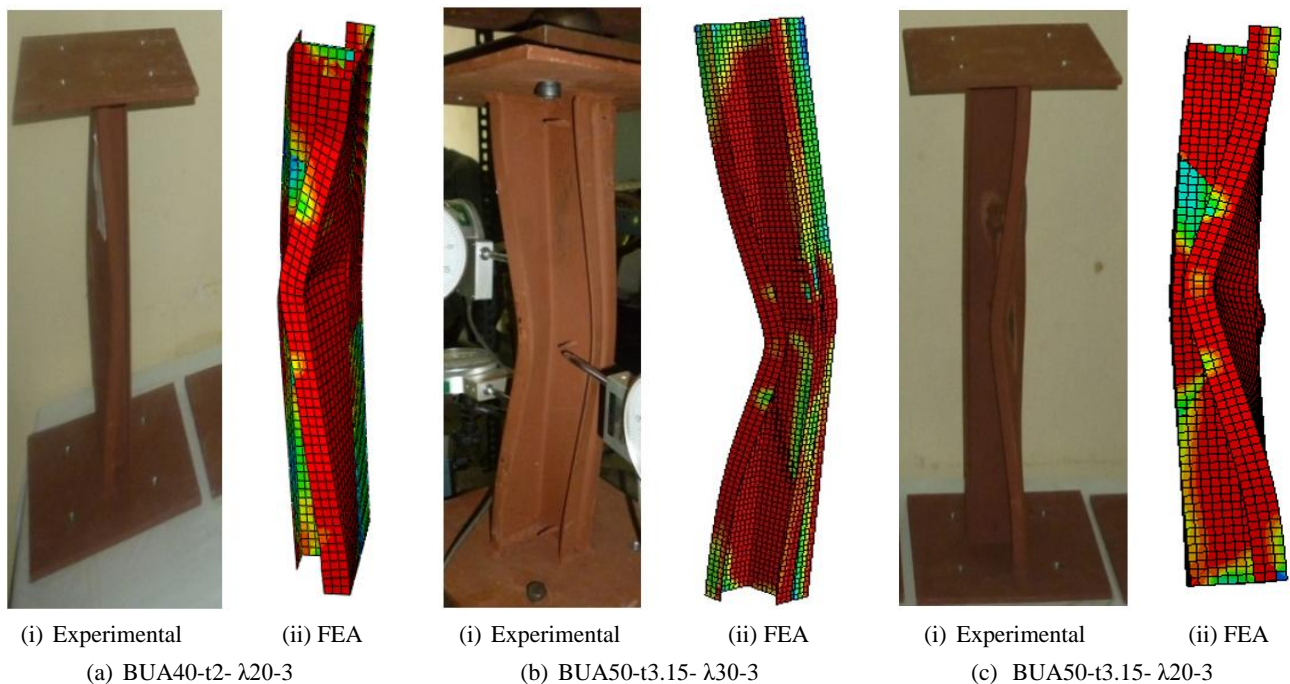 (i) Experimental (ii) FEA (i) Experimental (ii) FEA (i) Experimental (ii) FEA
(a) BUA40-t2- λ20-3 (b) BUA50-t3.15- λ30-3 (c) BUA50-t3.15- λ20-3